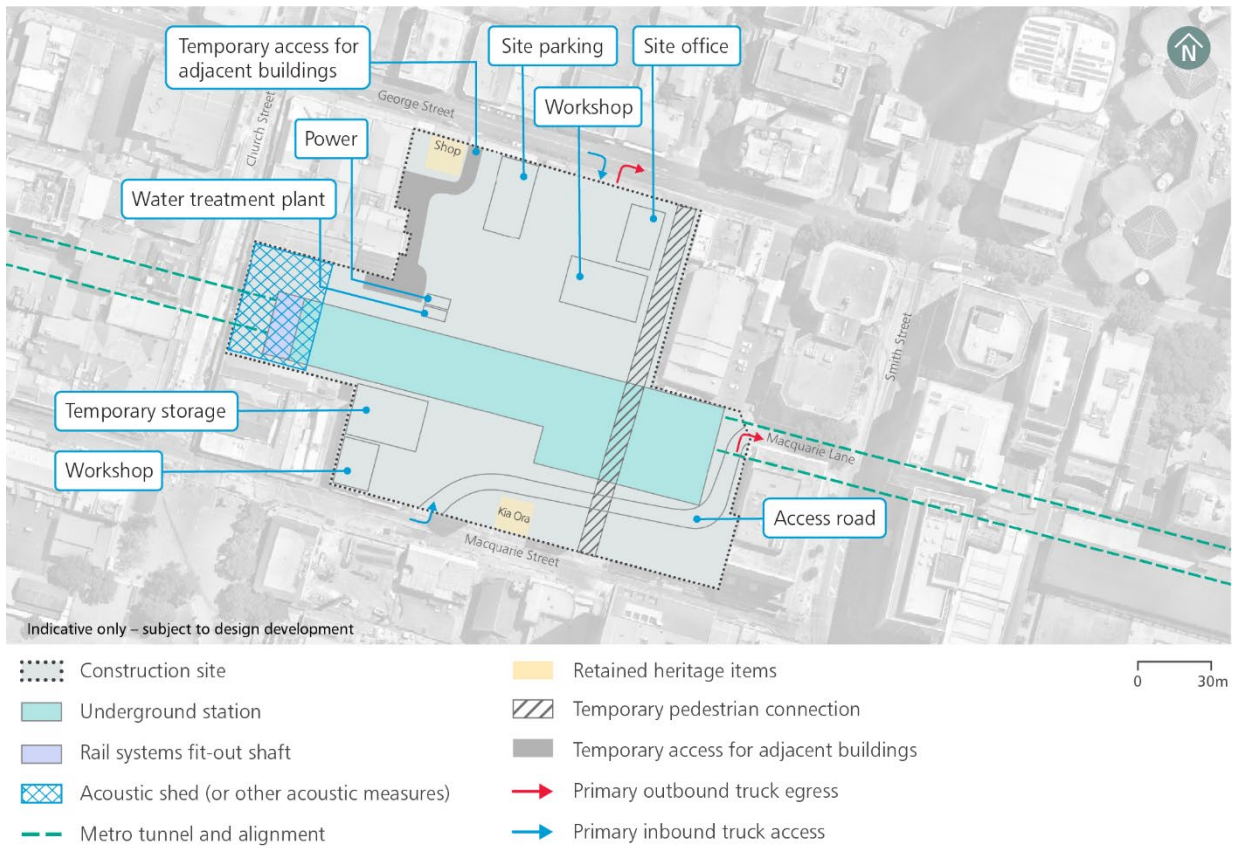 Temporary access for
adjacent buildings
Site parking
Site office
N
Workshop
George Street
Church Street
Power
Shop
Water treatment plant
Smith Street
Temporary storage
Macquarie Lane
Workshop
Kia Ora
Access road
Macquarie Street
Indicative only – subject to design development
Construction site
Underground station
Rail systems fit-out shaft
Acoustic shed (or other acoustic measures)
Metro tunnel and alignment
Retained heritage items
Temporary pedestrian connection
Temporary access for adjacent buildings
Primary outbound truck egress
Primary inbound truck access
0 30m